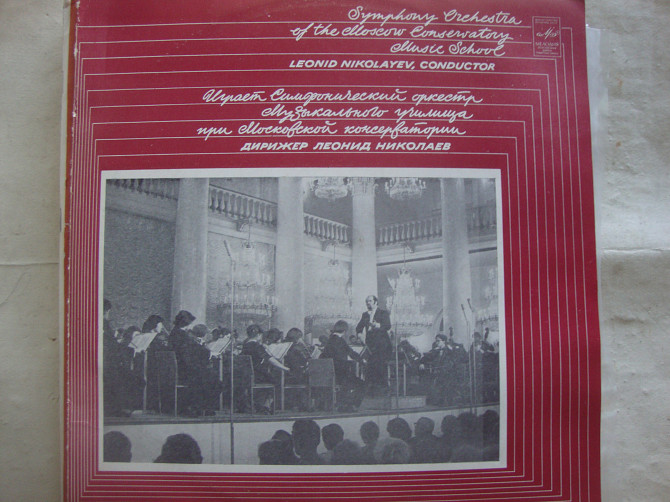 Symphony Orchestra
of the Moscow Conservatory
Music School
LEONID NIKOLAYEV, CONDUCTOR
Играет Симфонический оркестр
Музыкального училища
при Московской консерватории
ДИРИЖЕР ЛЕОНИД НИКОЛАЕВ